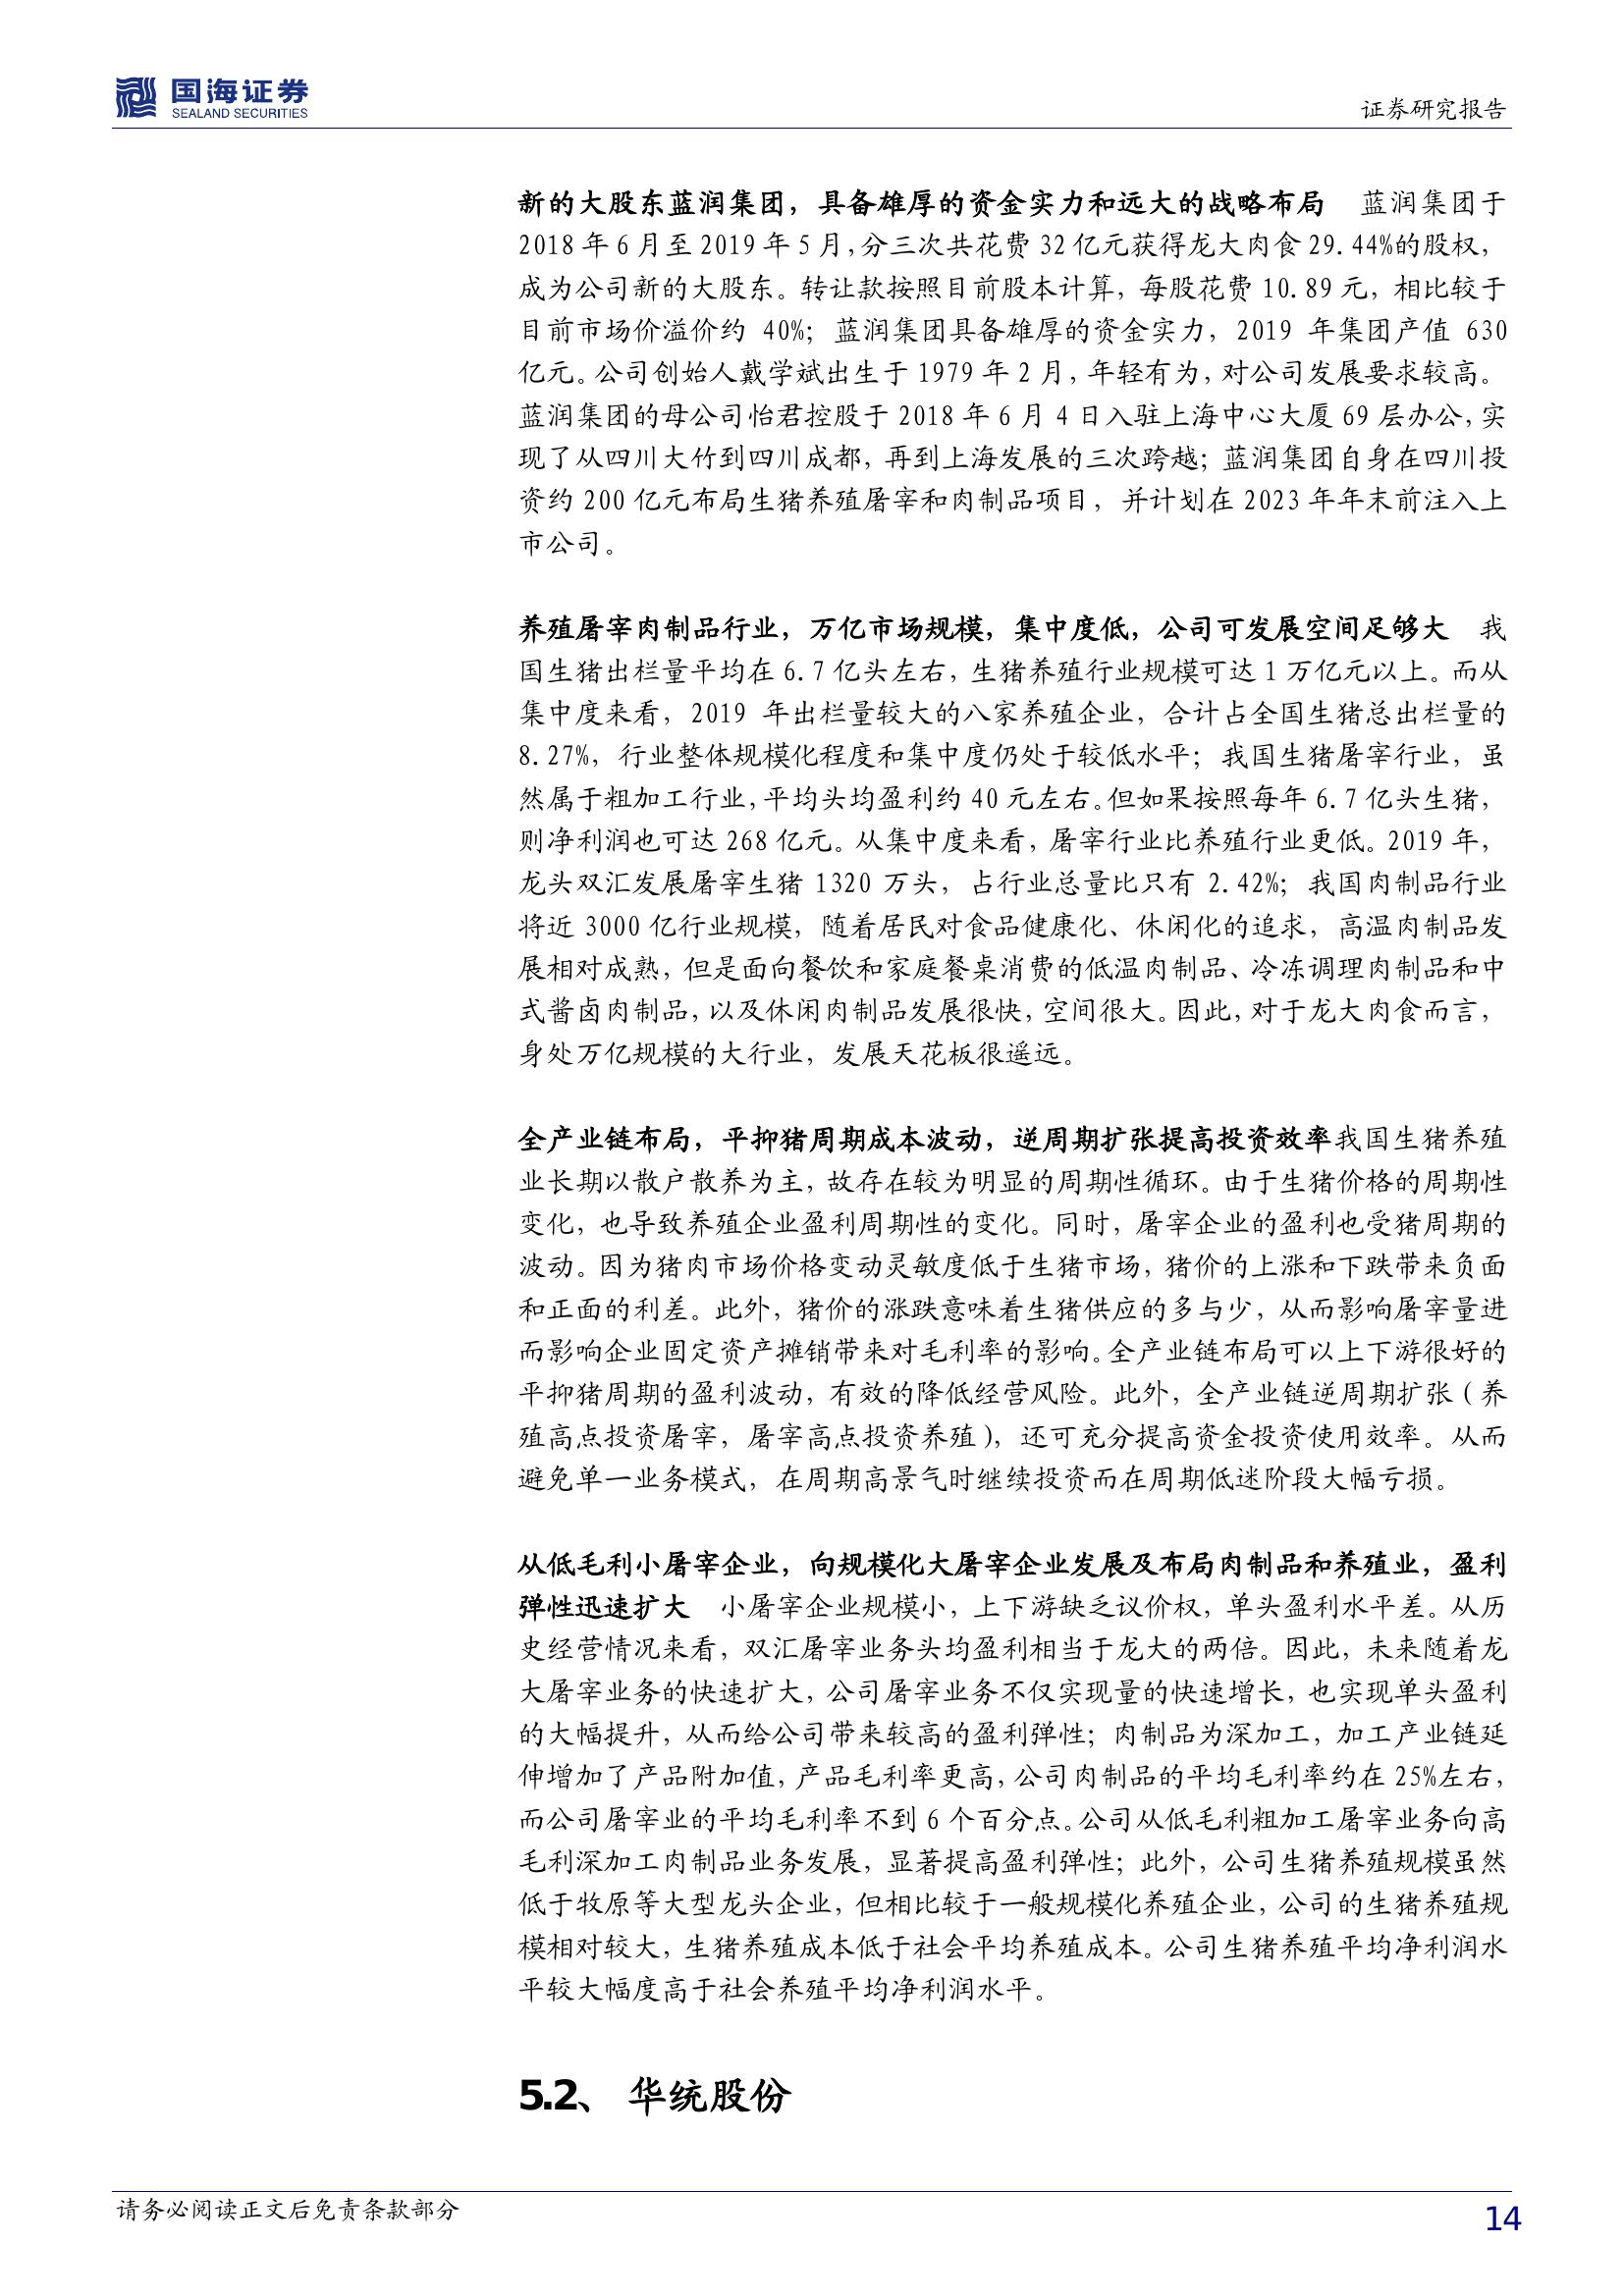 国海证券
SEALAND SECURITIES
证券研究报告
新的大股东蓝润集团，具备雄厚的资金实力和远大的战略布局　蓝润集团于
2018 年 6 月至 2019 年 5 月，分三次共花费 32 亿元获得龙大肉食 29.44%的股权，
成为公司新的大股东。转让款按照目前股本计算，每股花费 10.89 元，相比较于
目前市场价溢价约 40%；蓝润集团具备雄厚的资金实力，2019 年集团产值 630
亿元。公司创始人戴学斌出生于 1979 年 2 月，年轻有为，对公司发展要求较高。
蓝润集团的母公司怡君控股于 2018 年 6 月 4 日入驻上海中心大厦 69 层办公，实
现了从四川大竹到四川成都，再到上海发展的三次跨越；蓝润集团自身在四川投
资约 200 亿元布局生猪养殖屠宰和肉制品项目，并计划在 2023 年年末前注入上
市公司。
养殖屠宰肉制品行业，万亿市场规模，集中度低，公司可发展空间足够大　我
国生猪出栏量平均在 6.7 亿头左右，生猪养殖行业规模可达 1 万亿元以上。而从
集中度来看，2019 年出栏量较大的八家养殖企业，合计占全国生猪总出栏量的
8.27%，行业整体规模化程度和集中度仍处于较低水平；我国生猪屠宰行业，虽
然属于粗加工行业，平均头均盈利约 40 元左右。但如果按照每年 6.7 亿头生猪，
则净利润也可达 268 亿元。从集中度来看，屠宰行业比养殖行业更低。2019 年，
龙头双汇发展屠宰生猪 1320 万头，占行业总量比只有 2.42%；我国肉制品行业
将近 3000 亿行业规模，随着居民对食品健康化、休闲化的追求，高温肉制品发
展相对成熟，但是面向餐饮和家庭餐桌消费的低温肉制品、冷冻调理肉制品和中
式酱卤肉制品，以及休闲肉制品发展很快，空间很大。因此，对于龙大肉食而言，
身处万亿规模的大行业，发展天花板很遥远。
全产业链布局，平抑猪周期成本波动，逆周期扩张提高投资效率我国生猪养殖
业长期以散户散养为主，故存在较为明显的周期性循环。由于生猪价格的周期性
变化，也导致养殖企业盈利周期性的变化。同时，屠宰企业的盈利也受猪周期的
波动。因为猪肉市场价格变动灵敏度低于生猪市场，猪价的上涨和下跌带来负面
和正面的利差。此外，猪价的涨跌意味着生猪供应的多与少，从而影响屠宰量进
而影响企业固定资产摊销带来对毛利率的影响。全产业链布局可以上下游很好的
平抑猪周期的盈利波动，有效的降低经营风险。此外，全产业链逆周期扩张（养
殖高点投资屠宰，屠宰高点投资养殖），还可充分提高资金投资使用效率。从而
避免单一业务模式，在周期高景气时继续投资而在周期低迷阶段大幅亏损。
从低毛利小屠宰企业，向规模化大屠宰企业发展及布局肉制品和养殖业，盈利
弹性迅速扩大　小屠宰企业规模小，上下游缺乏议价权，单头盈利水平差。从历
史经营情况来看，双汇屠宰业务头均盈利相当于龙大的两倍。因此，未来随着龙
大屠宰业务的快速扩大，公司屠宰业务不仅实现量的快速增长，也实现单头盈利
的大幅提升，从而给公司带来较高的盈利弹性；肉制品为深加工，加工产业链延
伸增加了产品附加值，产品毛利率更高，公司肉制品的平均毛利率约在 25%左右，
而公司屠宰业的平均毛利率不到 6 个百分点。公司从低毛利粗加工屠宰业务向高
毛利深加工肉制品业务发展，显著提高盈利弹性；此外，公司生猪养殖规模虽然
低于牧原等大型龙头企业，但相比较于一般规模化养殖企业，公司的生猪养殖规
模相对较大，生猪养殖成本低于社会平均养殖成本。公司生猪养殖平均净利润水
平较大幅度高于社会养殖平均净利润水平。
5.2、 华统股份
请务必阅读正文后免责条款部分
14